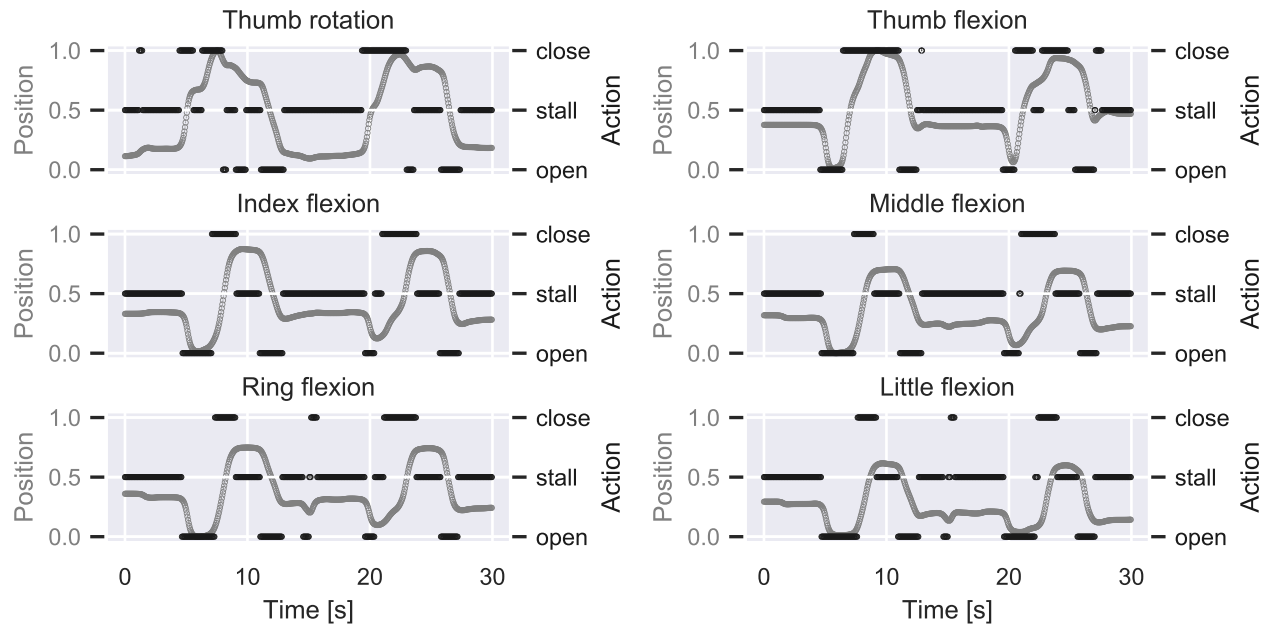 Thumb rotation
Thumb flexion
1.0 close 1.0 close
Position 0.5 stall Action Position 0.5 stall Action
0.0 open 0.0 open
Index flexion
Middle flexion
1.0 close 1.0 close
Position 0.5 stall Action Position 0.5 stall Action
0.0 open 0.0 open
Ring flexion
Little flexion
1.0 close 1.0 close
Position 0.5 stall Action Position 0.5 stall Action
0.0 open 0.0 open
0 10 20 30 0 10 20 30
Time [s] Time [s]